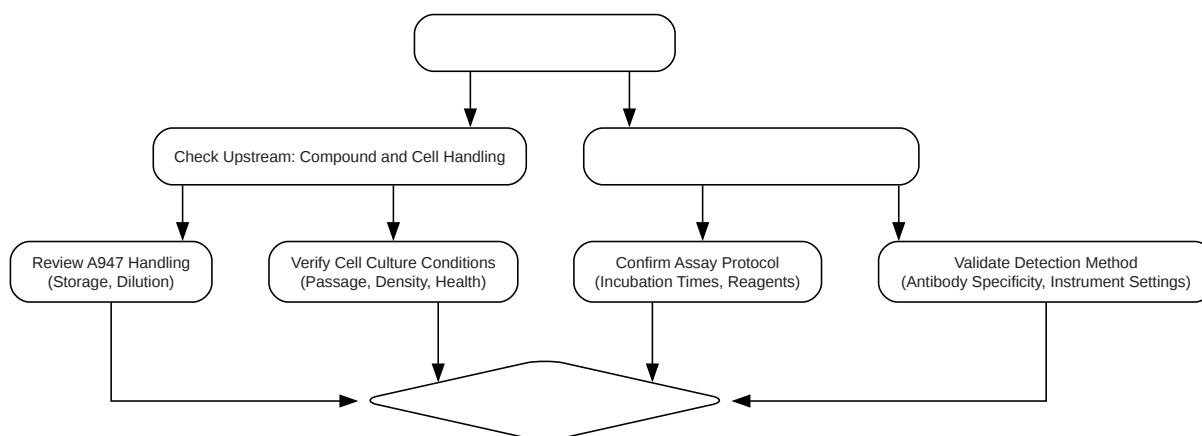 Check Upstream: Compound and Cell Handling
Review A947 Handling
(Storage, Dilution)
Verify Cell Culture Conditions
(Passage, Density, Health)
Confirm Assay Protocol
(Incubation Times, Reagents)
Validate Detection Method
(Antibody Specificity, Instrument Settings)